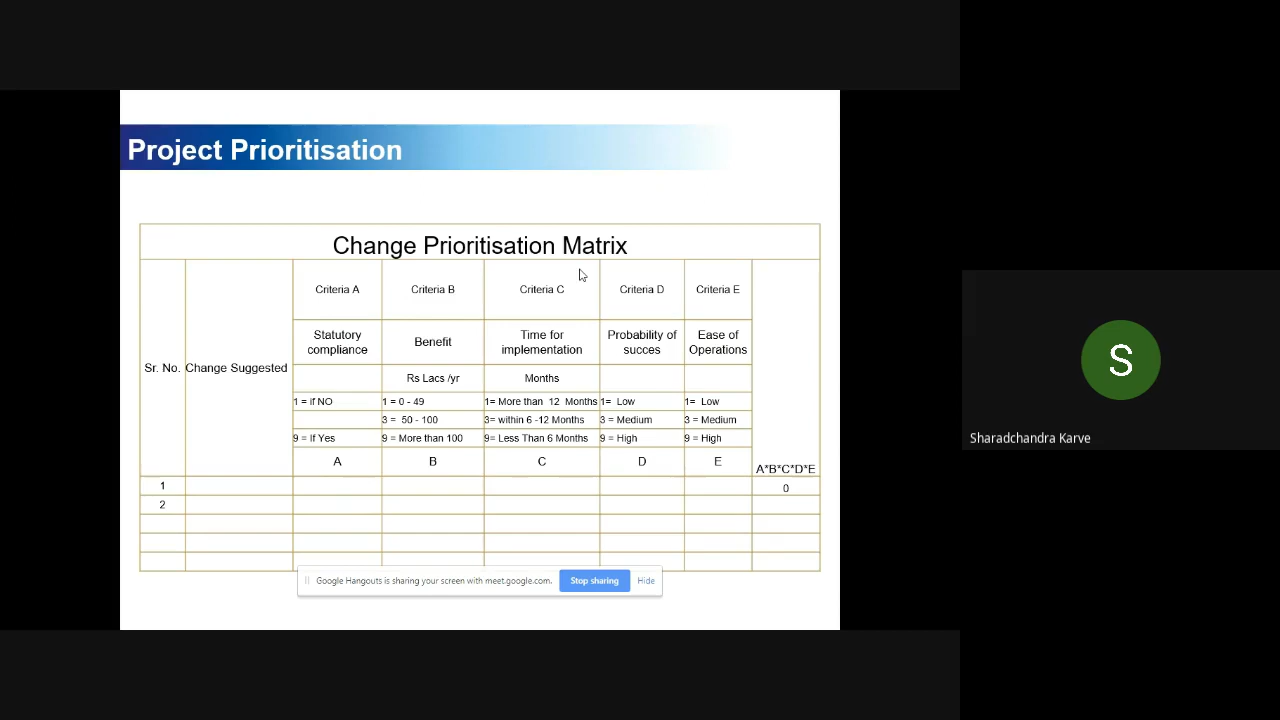 Project Prioritisation
Change Prioritisation Matrix
Criteria A Criteria B Criteria C Criteria D Criteria E
Statutory compliance Benefit Time for implementation Probability of succes Ease of Operations
Sr. No. Change Suggested
Rs Lacs /yr Months
1 = if NO 1 = 0 - 49 1= More than 12 Months 1= Low 1= Low
3 = 50 - 100 3= within 6 -12 Months 3 = Medium 3 = Medium
9 = If Yes 9 = More than 100 9= Less Than 6 Months 9 = High 9 = High
A B C D E A*B*C*D*E
1 0
2
Google Hangouts is sharing your screen with meet.google.com. Stop sharing Hide
S
Sharadchandra Karve